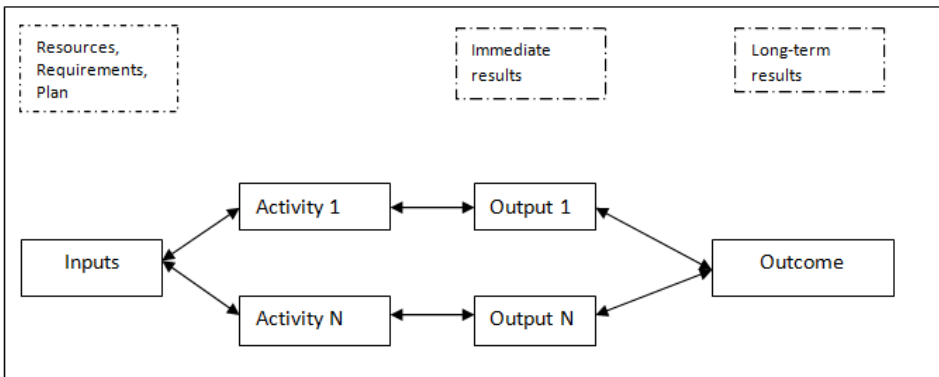 Resources,
Requirements,
Plan
Immediate
results
Long-term
results
Activity 1
Output 1
Inputs
Outcome
Activity N
Output N